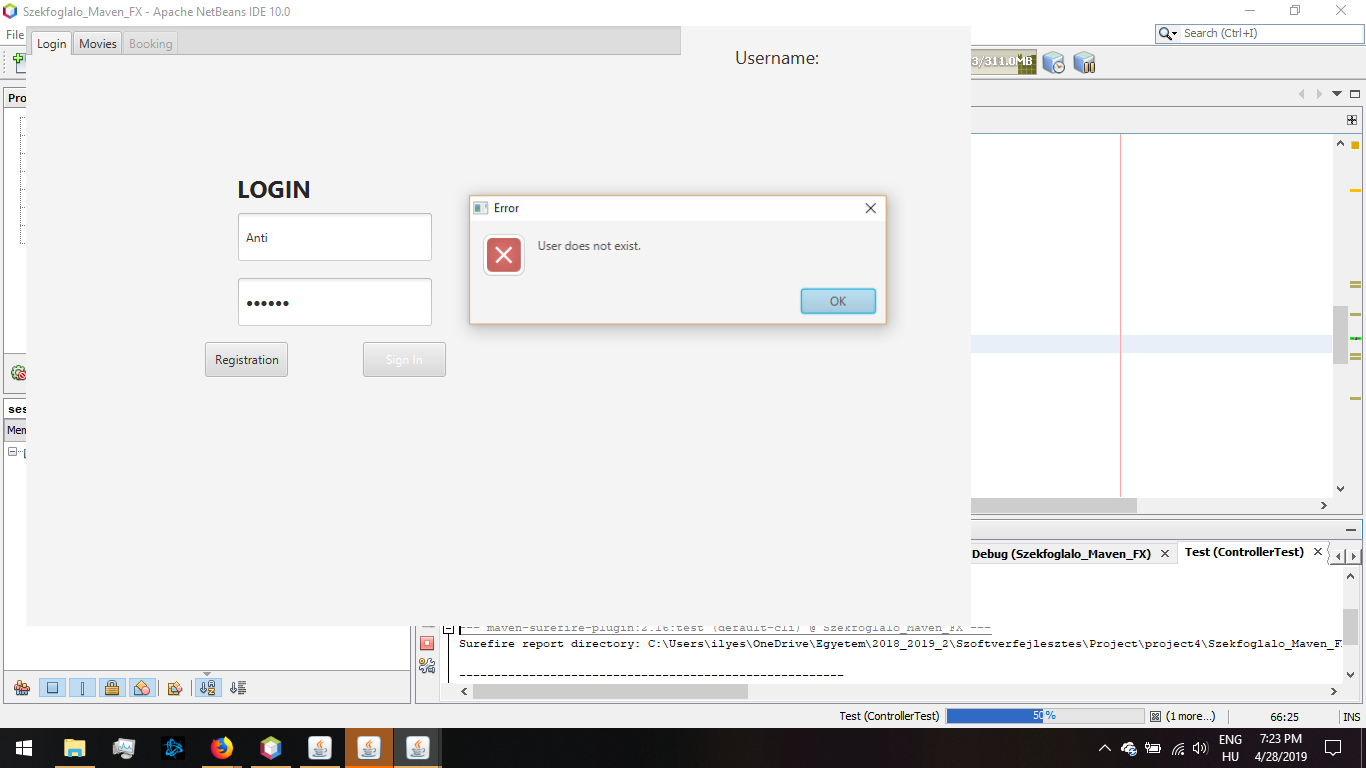 Szekfoglalo_Maven_FX - Apache NetBeans IDE 10.0
File
Search (Ctrl+I)
Login Movies Booking
Username:
3/311.0MB
Pro
LOGIN
Anti
••••••
Registration
Sign In
Error
User does not exist.
OK
ses
Mem
Debug (Szekfoglalo_Maven_FX)
Test (ControllerTest)
--- maven-surefire-plugin:2.16:test (default-cli) @ Szekfoglalo_Maven_FX ---
Surefire report directory: C:\Users\ilyes\OneDrive\Egyetem\2018_2019_2\Szoftverfejlesztes\Project\project4\Szekfoglalo_Maven_F
-------------------------------------------------------
Test (ControllerTest)
50%
(1 more...)
66:25
INS
ENG
HU
7:23 PM
4/28/2019